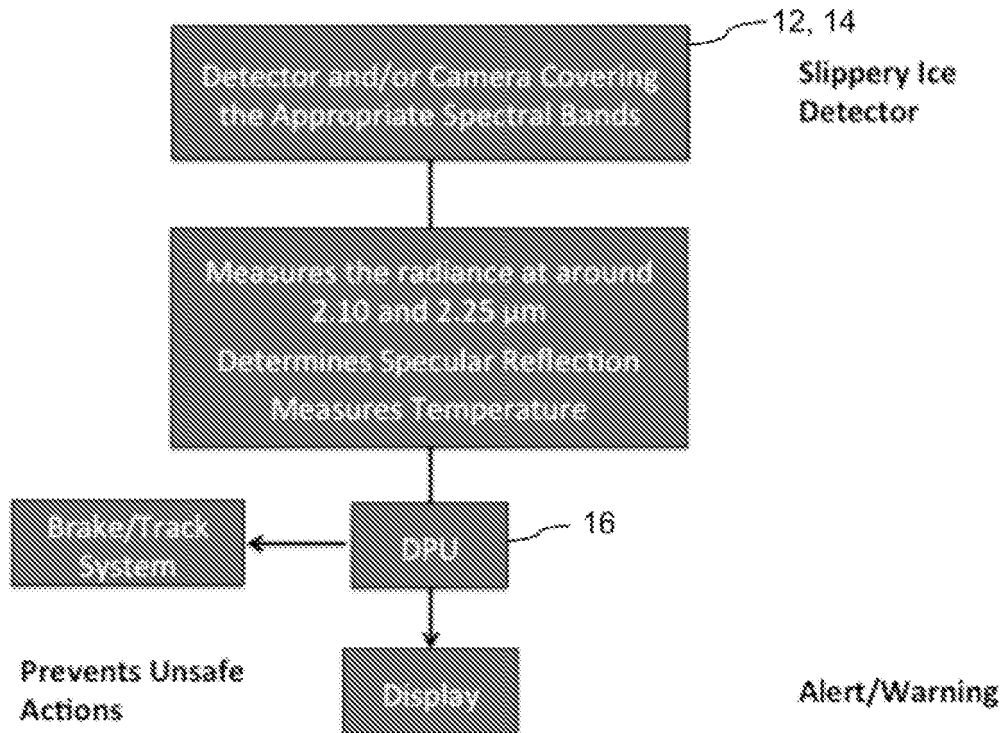 12, 14
Detector and/or Camera Covering
the Appropriate Spectral Bands
Slippery Ice
Detector
Measures the radiance at around
2.10 and 2.25 µm
Determines Specular Reflection
Measures Temperature
Brake/Track
System
DPU
16
Prevents Unsafe
Actions
Display
Alert/Warning